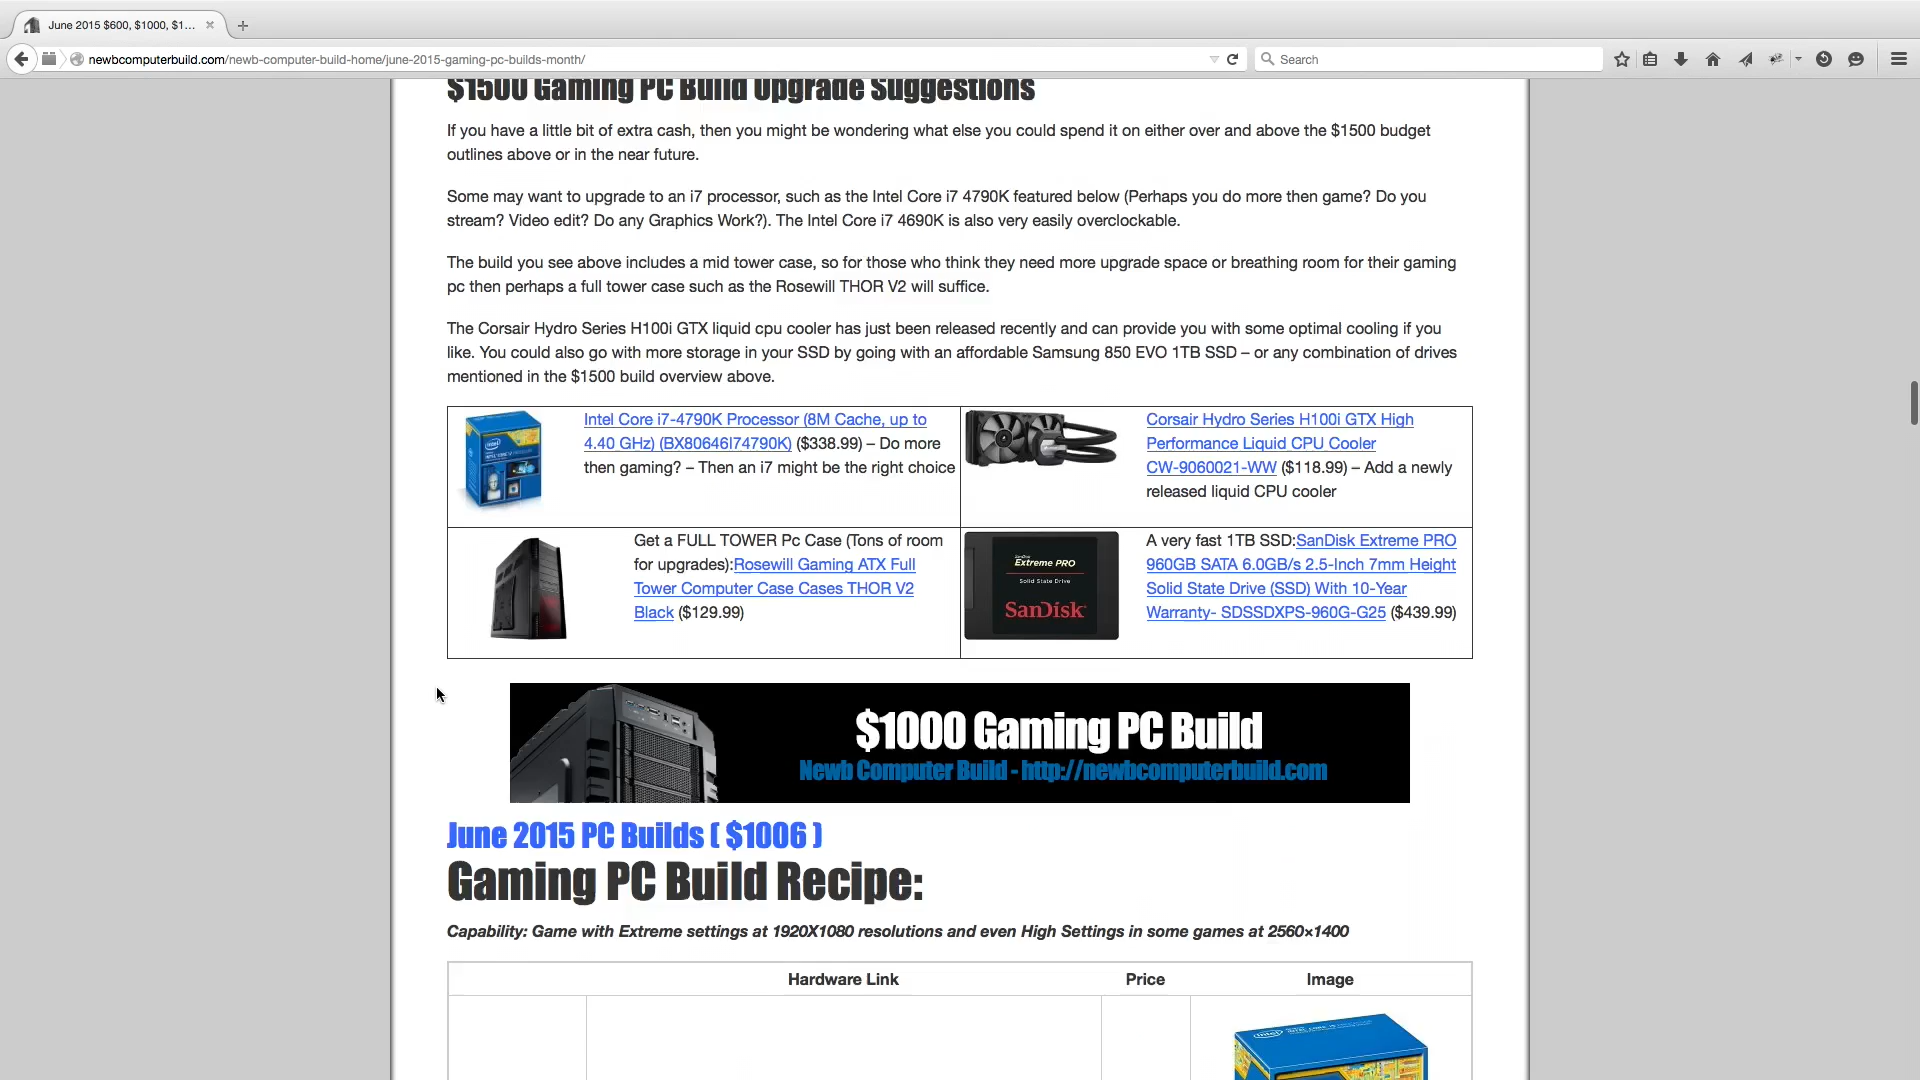 June 2015 $600, $1000, $1...
newbcomputerbuild.com/newb-computer-build-home/june-2015-gaming-pc-builds-month/
Search
$1500 Gaming PC Build Upgrade Suggestions
If you have a little bit of extra cash, then you might be wondering what else you could spend it on either over and above the $1500 budget
outlines above or in the near future.
Some may want to upgrade to an i7 processor, such as the Intel Core i7 4790K featured below (Perhaps you do more then game? Do you
stream? Video edit? Do any Graphics Work?). The Intel Core i7 4690K is also very easily overclockable.
The build you see above includes a mid tower case, so for those who think they need more upgrade space or breathing room for their gaming
pc then perhaps a full tower case such as the Rosewill THOR V2 will suffice.
The Corsair Hydro Series H100i GTX liquid cpu cooler has just been released recently and can provide you with some optimal cooling if you
like. You could also go with more storage in your SSD by going with an affordable Samsung 850 EVO 1TB SSD – or any combination of drives
mentioned in the $1500 build overview above.
Intel Core i7-4790K Processor (8M Cache, up to
4.40 GHz) (BX80646I74790K) ($338.99) – Do more
then gaming? – Then an i7 might be the right choice
Corsair Hydro Series H100i GTX High
Performance Liquid CPU Cooler
CW-9060021-WW ($118.99) – Add a newly
released liquid CPU cooler
Get a FULL TOWER Pc Case (Tons of room
for upgrades):Rosewill Gaming ATX Full
Tower Computer Case Cases THOR V2
Black ($129.99)
SanDisk
Extreme PRO
Solid State Drive
SanDisk
A very fast 1TB SSD:SanDisk Extreme PRO
960GB SATA 6.0GB/s 2.5-Inch 7mm Height
Solid State Drive (SSD) With 10-Year
Warranty- SDSSDXPS-960G-G25 ($439.99)
$1000 Gaming PC Build
Newb Computer Build - http://newbcomputerbuild.com
June 2015 PC Builds ( $1006 )
Gaming PC Build Recipe:
Capability: Game with Extreme settings at 1920X1080 resolutions and even High Settings in some games at 2560×1400
Hardware Link
Price
Image